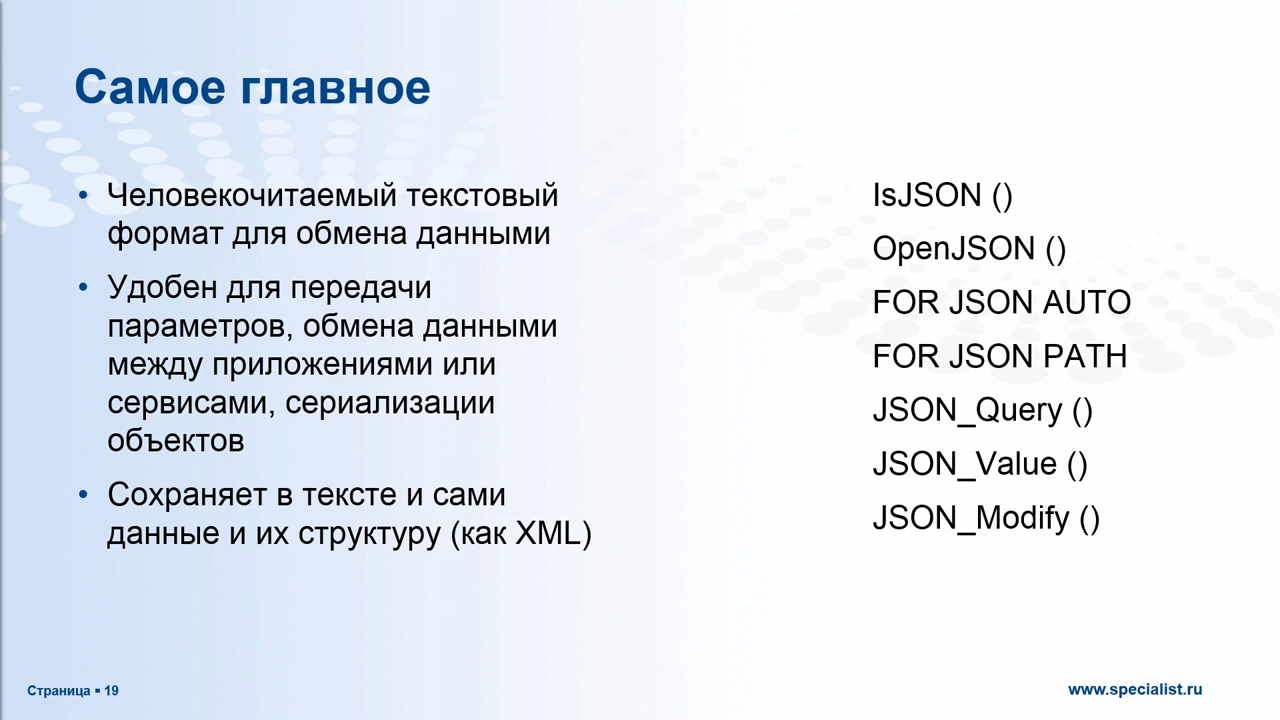 Самое главное
• Человекочитаемый текстовый
формат для обмена данными
• Удобен для передачи
параметров, обмена данными
между приложениями или
сервисами, сериализации
объектов
• Сохраняет в тексте и сами
данные и их структуру (как XML)
IsJSON ()
OpenJSON ()
FOR JSON AUTO
FOR JSON PATH
JSON_Query ()
JSON_Value ()
JSON_Modify ()
Страница ▪ 19
www.specialist.ru